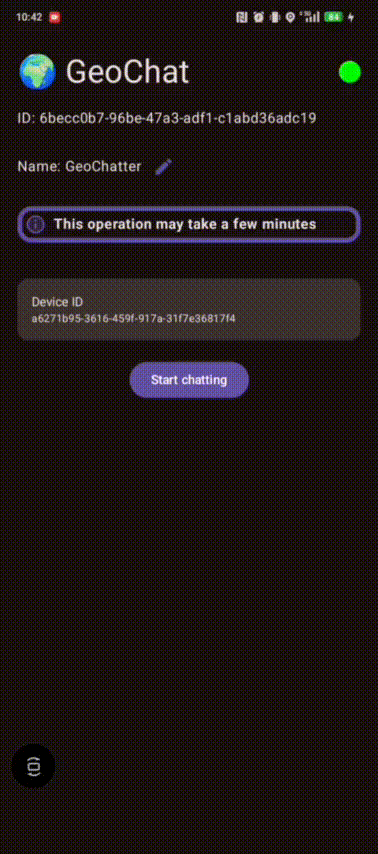 10:42
84
GeoChat
ID: 6becc0b7-96be-47a3-adf1-c1abd36adc19
Name: GeoChatter
This operation may take a few minutes
Device ID
a6271b95-3616-459f-917a-31f7e36817f4
Start chatting